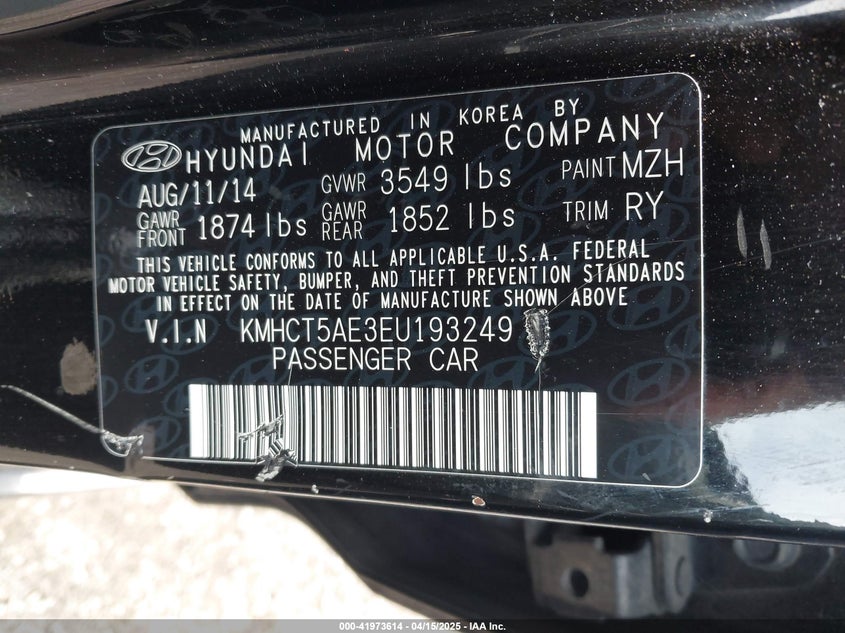 MANUFACTURED IN KOREA BY
HYUNDAI MOTOR COMPANY
AUG/11/14 GVWR 3549 lbs PAINT MZH
GAWR FRONT 1874 lbs GAWR REAR 1852 lbs TRIM RY
THIS VEHICLE CONFORMS TO ALL APPLICABLE U.S.A. FEDERAL
MOTOR VEHICLE SAFETY, BUMPER, AND THEFT PREVENTION STANDARDS
IN EFFECT ON THE DATE OF MANUFACTURE SHOWN ABOVE
V.I.N KMHCT5AE3EU193249
PASSENGER CAR
000-41973614 - 04/15/2025 - IAA Inc.